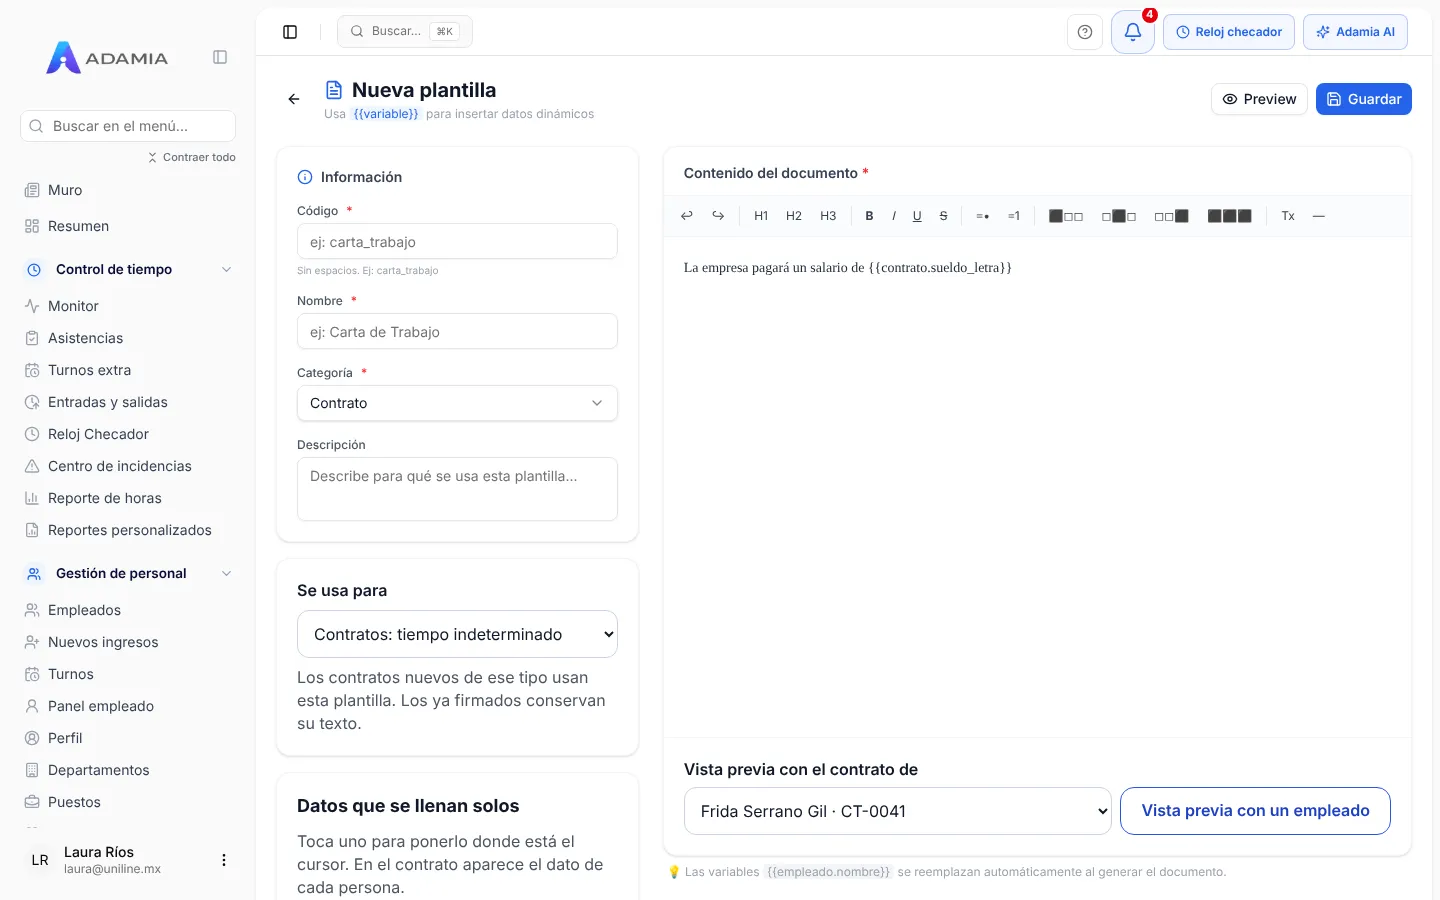 ADAMIA
Buscar en el menú...
Contraer todo
Muro
Resumen
Control de tiempo
Monitor
Asistencias
Turnos extra
Entradas y salidas
Reloj Checador
Centro de incidencias
Reporte de horas
Reportes personalizados
Gestión de personal
Empleados
Nuevos ingresos
Turnos
Panel empleado
Perfil
Departamentos
Puestos
LR
Laura Ríos
laura@uniline.mx
Buscar... ⌘K
4
Reloj checador
Adamia AI
Nueva plantilla
Usa {{variable}} para insertar datos dinámicos
Preview
Guardar
Información
Código *
ej: carta_trabajo
Sin espacios. Ej: carta_trabajo
Nombre *
ej: Carta de Trabajo
Categoría *
Contrato
Descripción
Describe para qué se usa esta plantilla...
Se usa para
Contratos: tiempo indeterminado
Los contratos nuevos de ese tipo usan
esta plantilla. Los ya firmados conservan
su texto.
Datos que se llenan solos
Toca uno para ponerlo donde está el
cursor. En el contrato aparece el dato de
cada persona.
Contenido del documento *
H1 H2 H3 B I U S =• =1 Tx —
La empresa pagará un salario de {{contrato.sueldo_letra}}
Vista previa con el contrato de
Frida Serrano Gil · CT-0041
Vista previa con un empleado
💡 Las variables {{empleado.nombre}} se reemplazan automáticamente al generar el documento.